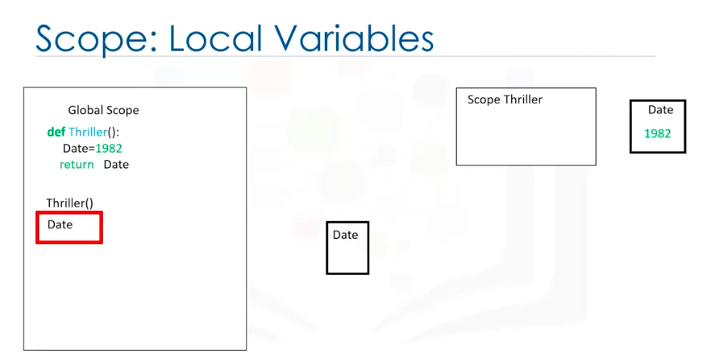 Scope: Local Variables
Global Scope
def Thriller():
Date=1982
return Date
Thriller()
Date
Date
Scope Thriller
Date
1982